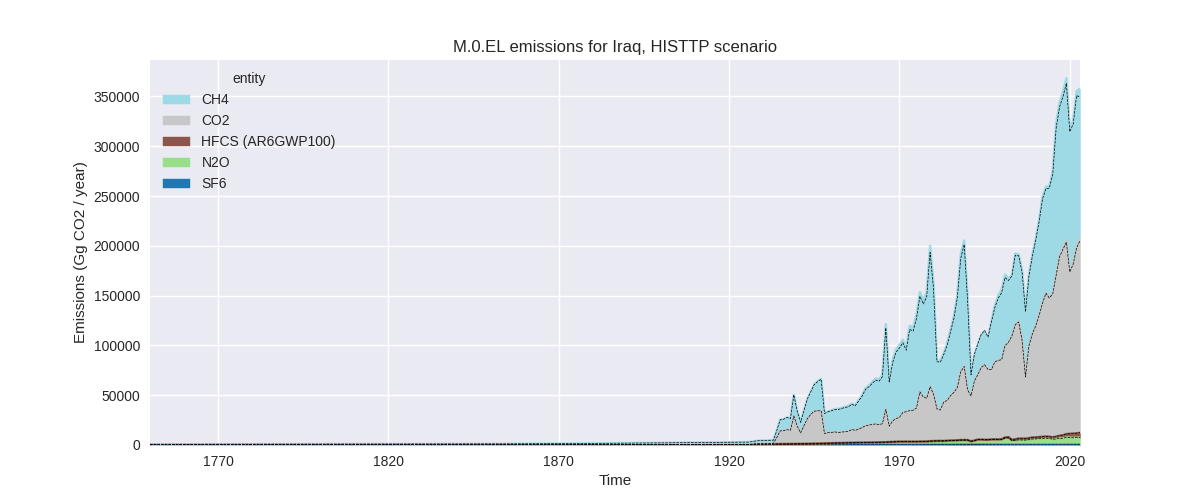 M.0.EL emissions for Iraq, HISTTP scenario
entity
CH4
CO2
HFCS (AR6GWP100)
N2O
SF6
Emissions (Gg CO2 / year)
350000
300000
250000
200000
150000
100000
50000
0
1770 1820 1870 1920 1970 2020
Time